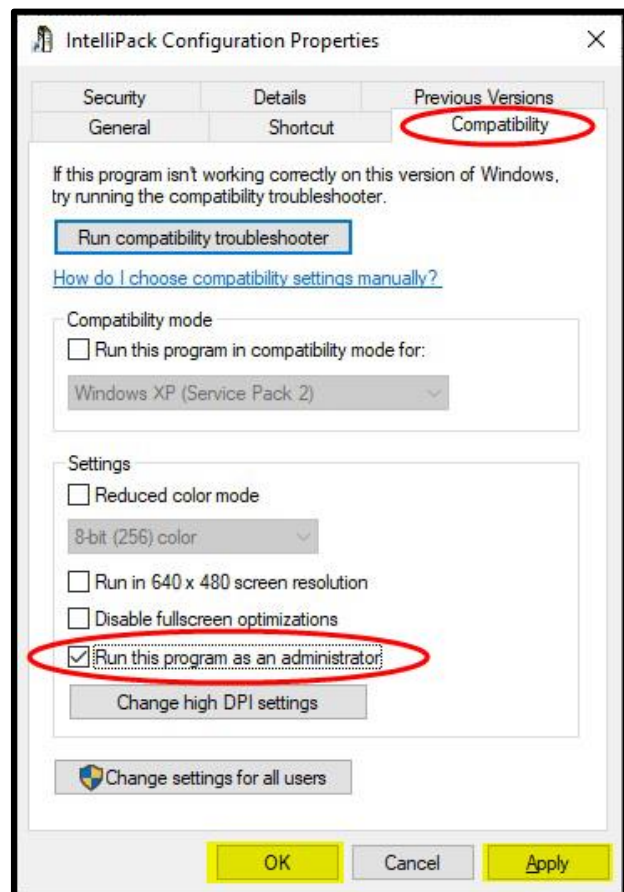 IntelliPack Configuration Properties
Security Details Previous Versions
General Shortcut Compatibility
If this program isn't working correctly on this version of Windows,
try running the compatibility troubleshooter.
Run compatibility troubleshooter
How do I choose compatibility settings manually?
Compatibility mode
Run this program in compatibility mode for:
Windows XP (Service Pack 2)
Settings
Reduced color mode
8-bit (256) color
Run in 640 x 480 screen resolution
Disable fullscreen optimizations
Run this program as an administrator
Change high DPI settings
Change settings for all users
OK Cancel Apply